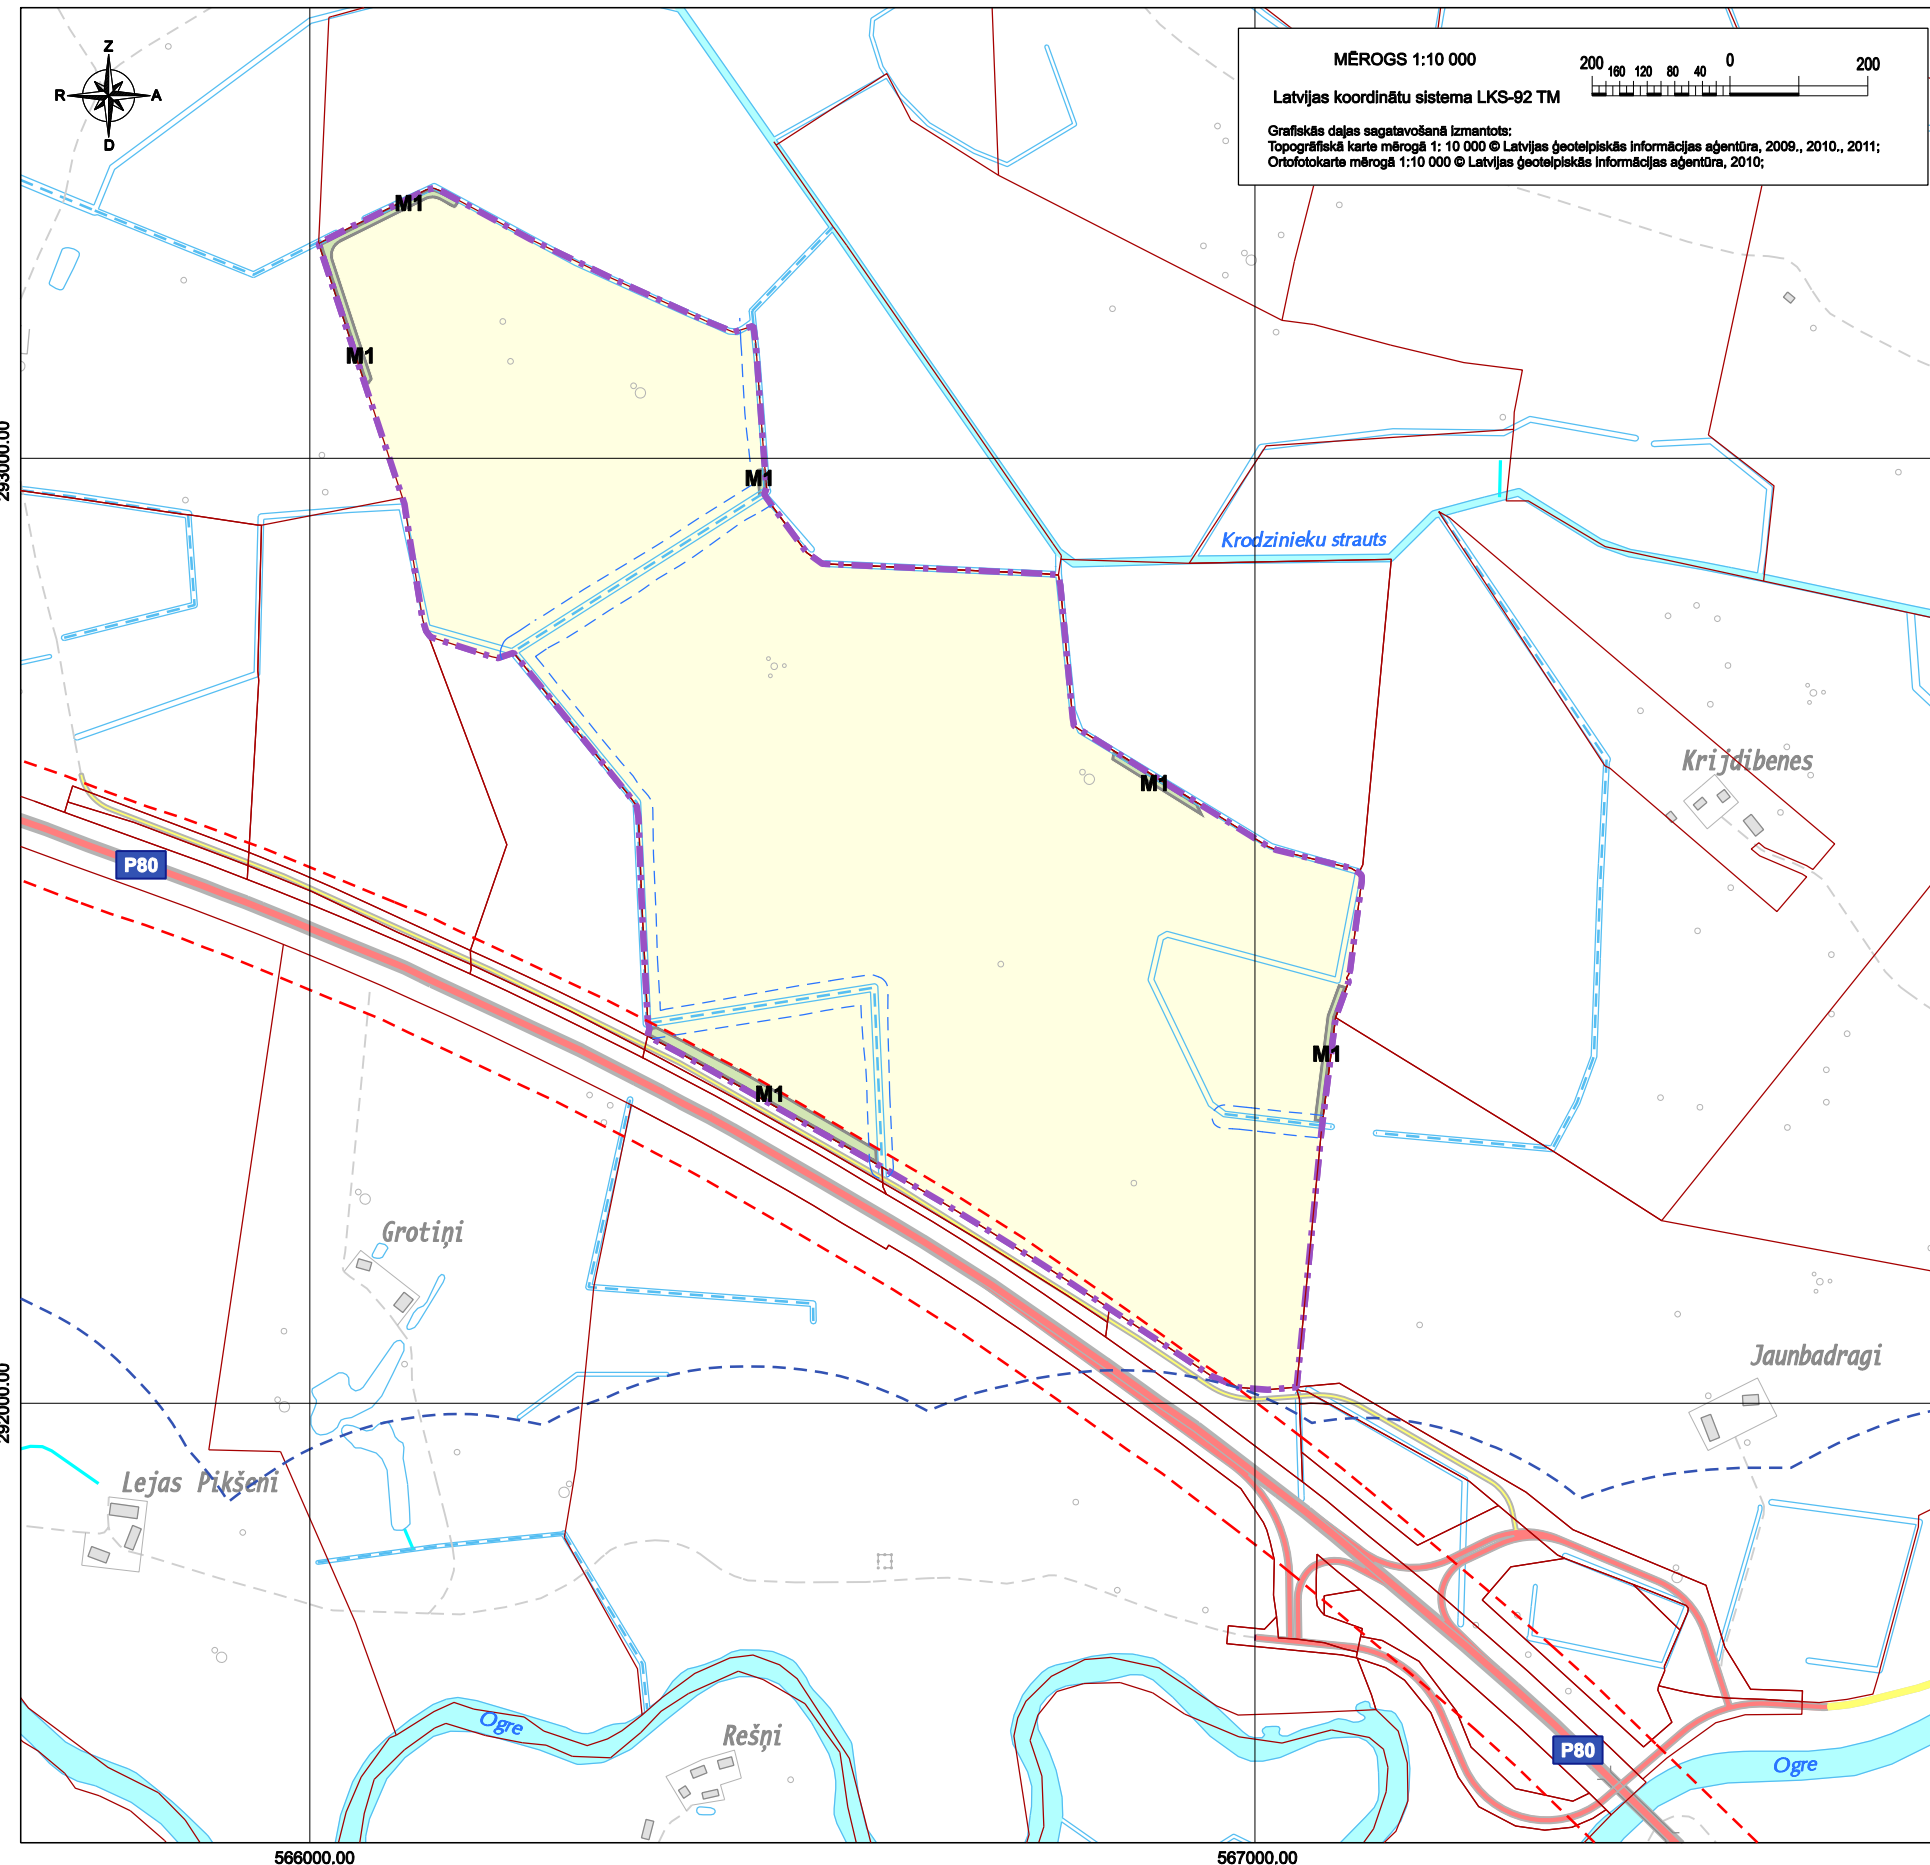 Z
R A
D
MĒROGS 1:10 000
200 160 120 80 40 0 200
Latvijas koordinātu sistema LKS-92 TM
Grafiskās daļas sagatavošanā izmantots:
Topogrāfiskā karte mērogā 1: 10 000 © Latvijas ģeotelpiskās informācijas aģentūra, 2009., 2010., 2011;
Ortofotokarte mērogā 1:10 000 © Latvijas ģeotelpiskās informācijas aģentūra, 2010;
M1
M1
293000.00
M1
Krodzinieku strauts
Krijdibenes
M1
P80
M1
M1
Grotiņi
Jaunbadragi
292000.00
Lejas Pikšeni
Ogre
Rešņi
P80
Ogre
566000.00
567000.00